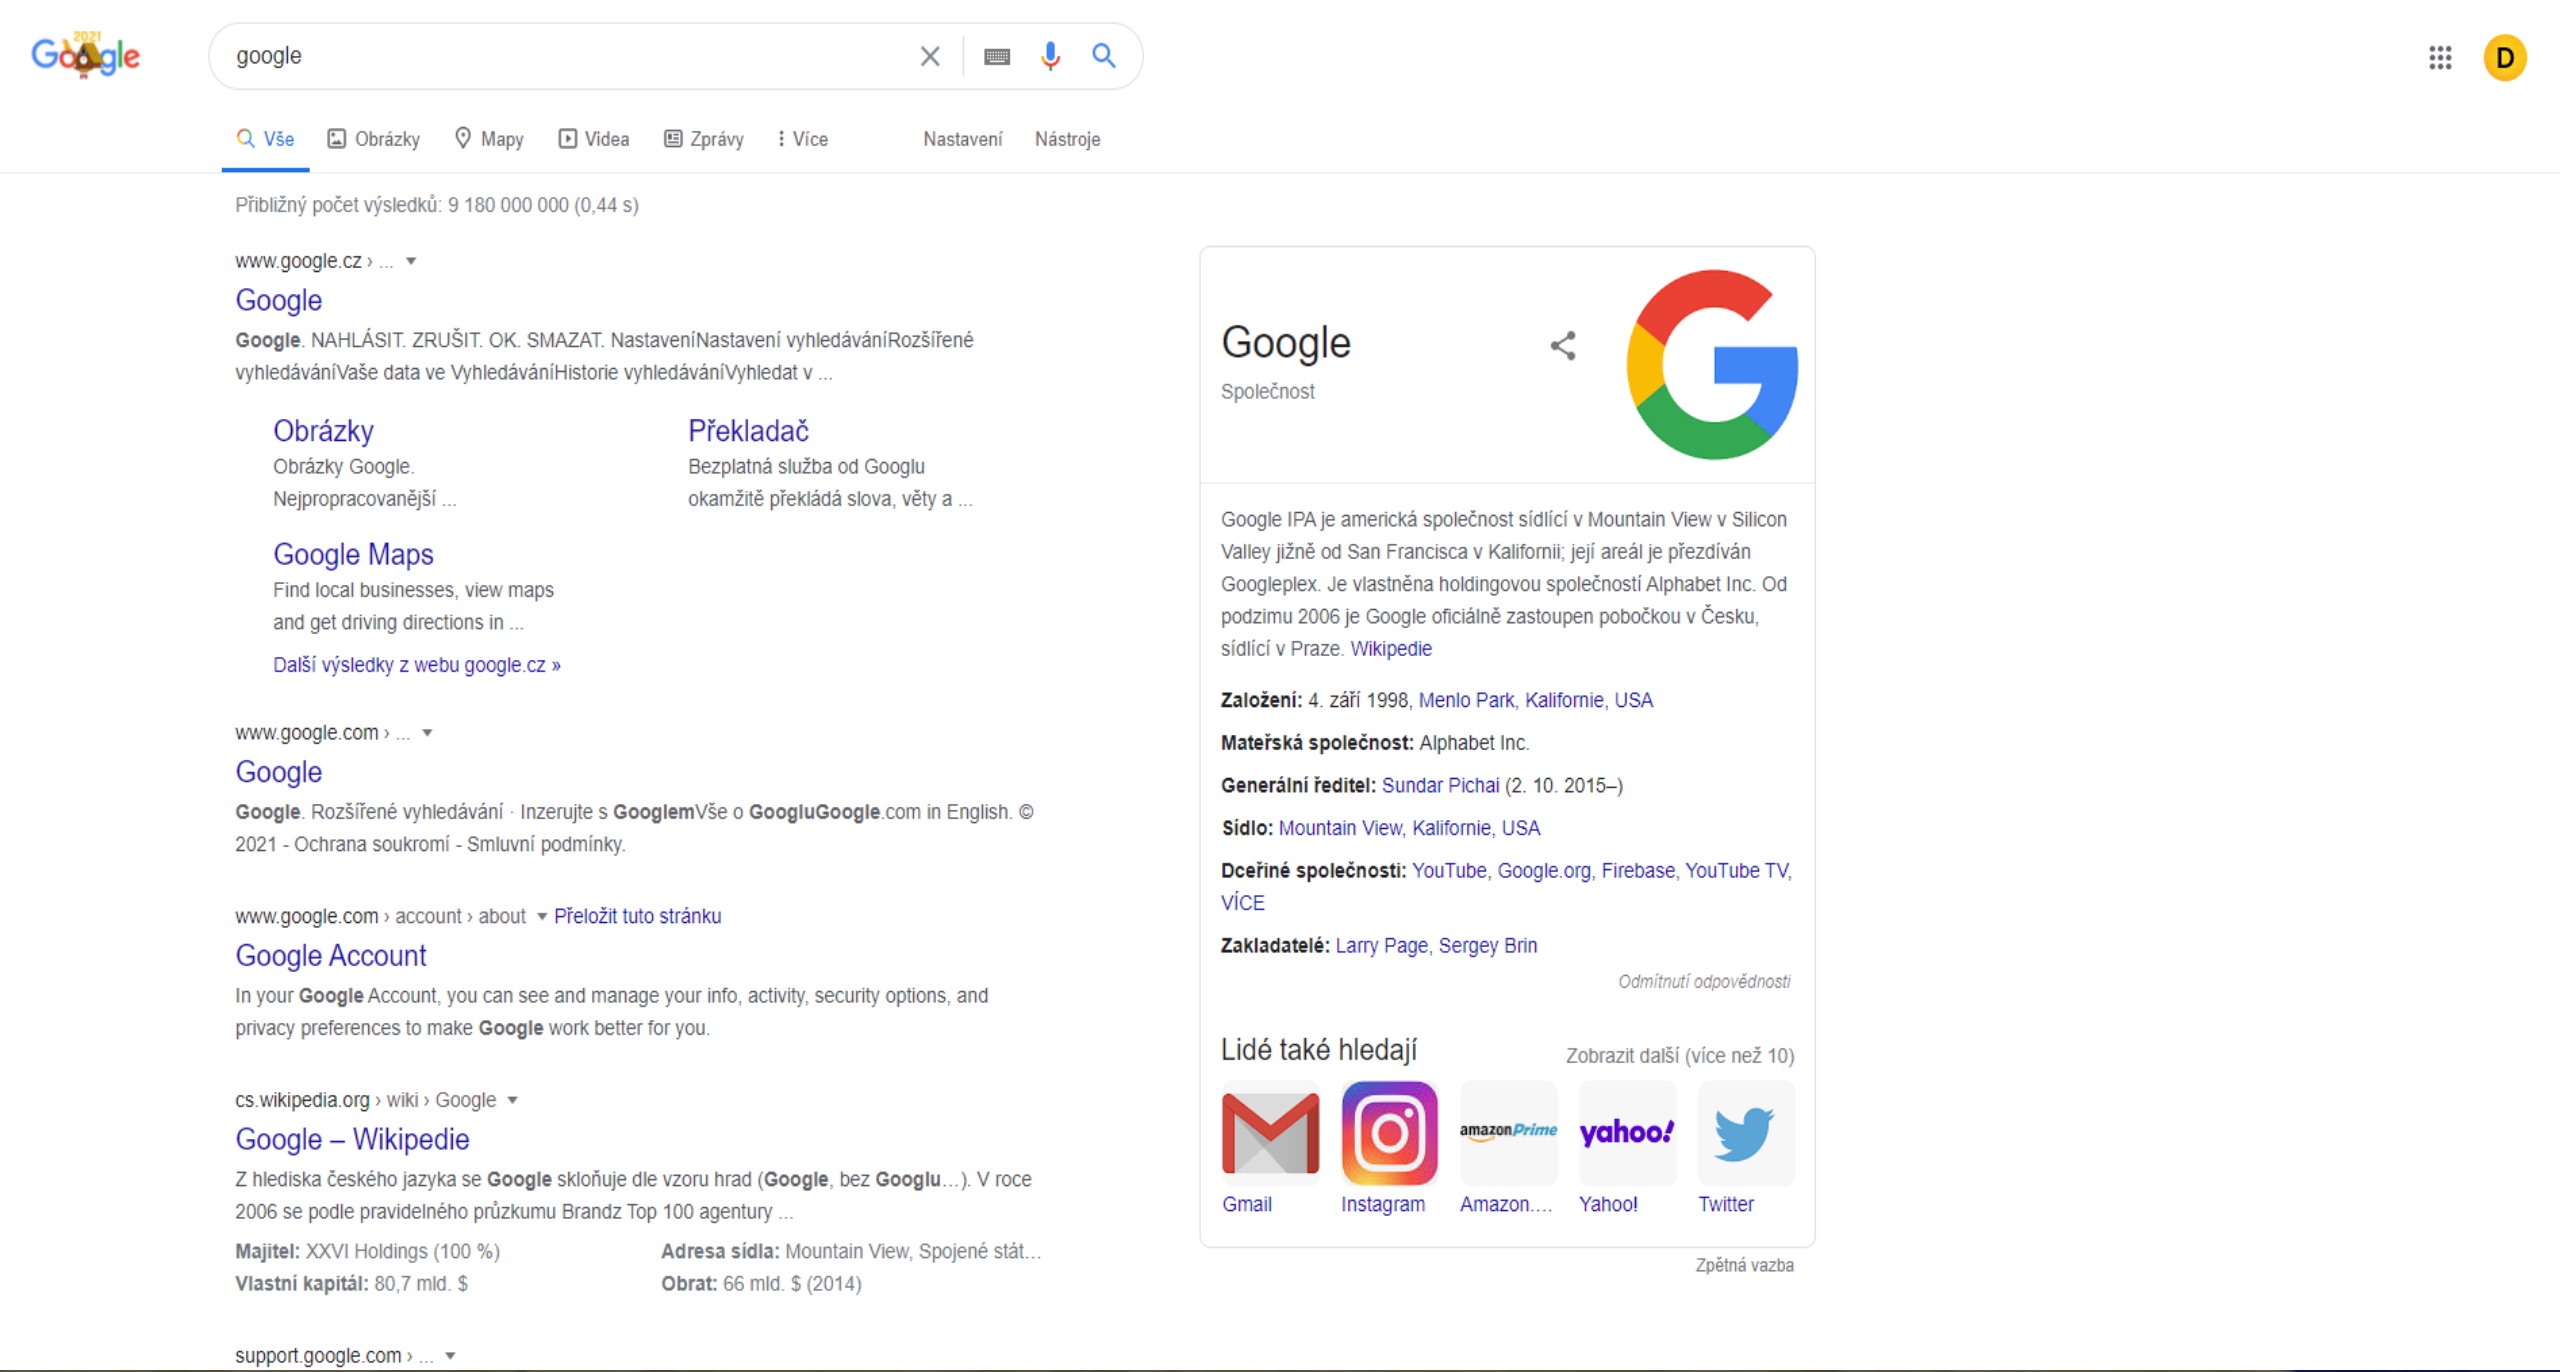 2021
Google
google
D
Vše
Obrázky
Mapy
Videa
Zprávy
Více
Nastavení
Nástroje
Přibližný počet výsledků: 9 180 000 000 (0,44 s)
www.google.cz › ...
Google
Google. NAHLÁSIT. ZRUŠIT. OK. SMAZAT. NastaveníNastavení vyhledáváníRozšířené
vyhledáváníVaše data ve VyhledáváníHistorie vyhledáváníVyhledat v ...
Obrázky
Obrázky Google.
Nejpropracovanější ...
Překladač
Bezplatná služba od Googlu
okamžitě překládá slova, věty a ...
Google Maps
Find local businesses, view maps
and get driving directions in ...
Další výsledky z webu google.cz »
www.google.com › ...
Google
Google. Rozšířené vyhledávání · Inzerujte s GooglemVše o GoogluGoogle.com in English. ©
2021 - Ochrana soukromí - Smluvní podmínky.
www.google.com › account › about Přeložit tuto stránku
Google Account
In your Google Account, you can see and manage your info, activity, security options, and
privacy preferences to make Google work better for you.
cs.wikipedia.org › wiki › Google
Google – Wikipedie
Z hlediska českého jazyka se Google skloňuje dle vzoru hrad (Google, bez Googlu...). V roce
2006 se podle pravidelného průzkumu Brandz Top 100 agentury ...
Majitel: XXVI Holdings (100 %)
Adresa sídla: Mountain View, Spojené stát...
Vlastní kapitál: 80,7 mld. $
Obrat: 66 mld. $ (2014)
support.google.com › ...
Google
Společnost
Google IPA je americká společnost sídlící v Mountain View v Silicon
Valley jižně od San Francisca v Kalifornii; její areál je přezdíván
Googleplex. Je vlastněna holdingovou společností Alphabet Inc. Od
podzimu 2006 je Google oficiálně zastoupen pobočkou v Česku,
sídlící v Praze. Wikipedie
Založení: 4. září 1998, Menlo Park, Kalifornie, USA
Mateřská společnost: Alphabet Inc.
Generální ředitel: Sundar Pichai (2. 10. 2015–)
Sídlo: Mountain View, Kalifornie, USA
Dceřiné společnosti: YouTube, Google.org, Firebase, YouTube TV,
VÍCE
Zakladatelé: Larry Page, Sergey Brin
Odmítnutí odpovědnosti
Lidé také hledají
Zobrazit další (více než 10)
amazonPrime
yahoo!
Gmail
Instagram
Amazon....
Yahoo!
Twitter
Zpětná vazba